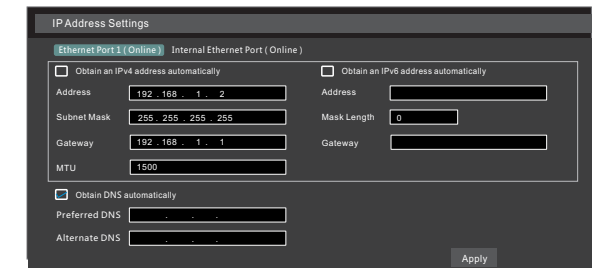 IP Address Settings
Ethernet Port 1 ( Online ) Internal Ethernet Port ( Online )
Obtain an IPv4 address automatically Obtain an IPv6 address automatically
Address 192 . 168 . 1 . 2 Address
Subnet Mask 255 . 255 . 255 . 255 Mask Length 0
Gateway 192 . 168 . 1 . 1 Gateway
MTU 1500
Obtain DNS automatically
Preferred DNS . . .
Alternate DNS . . .
Apply